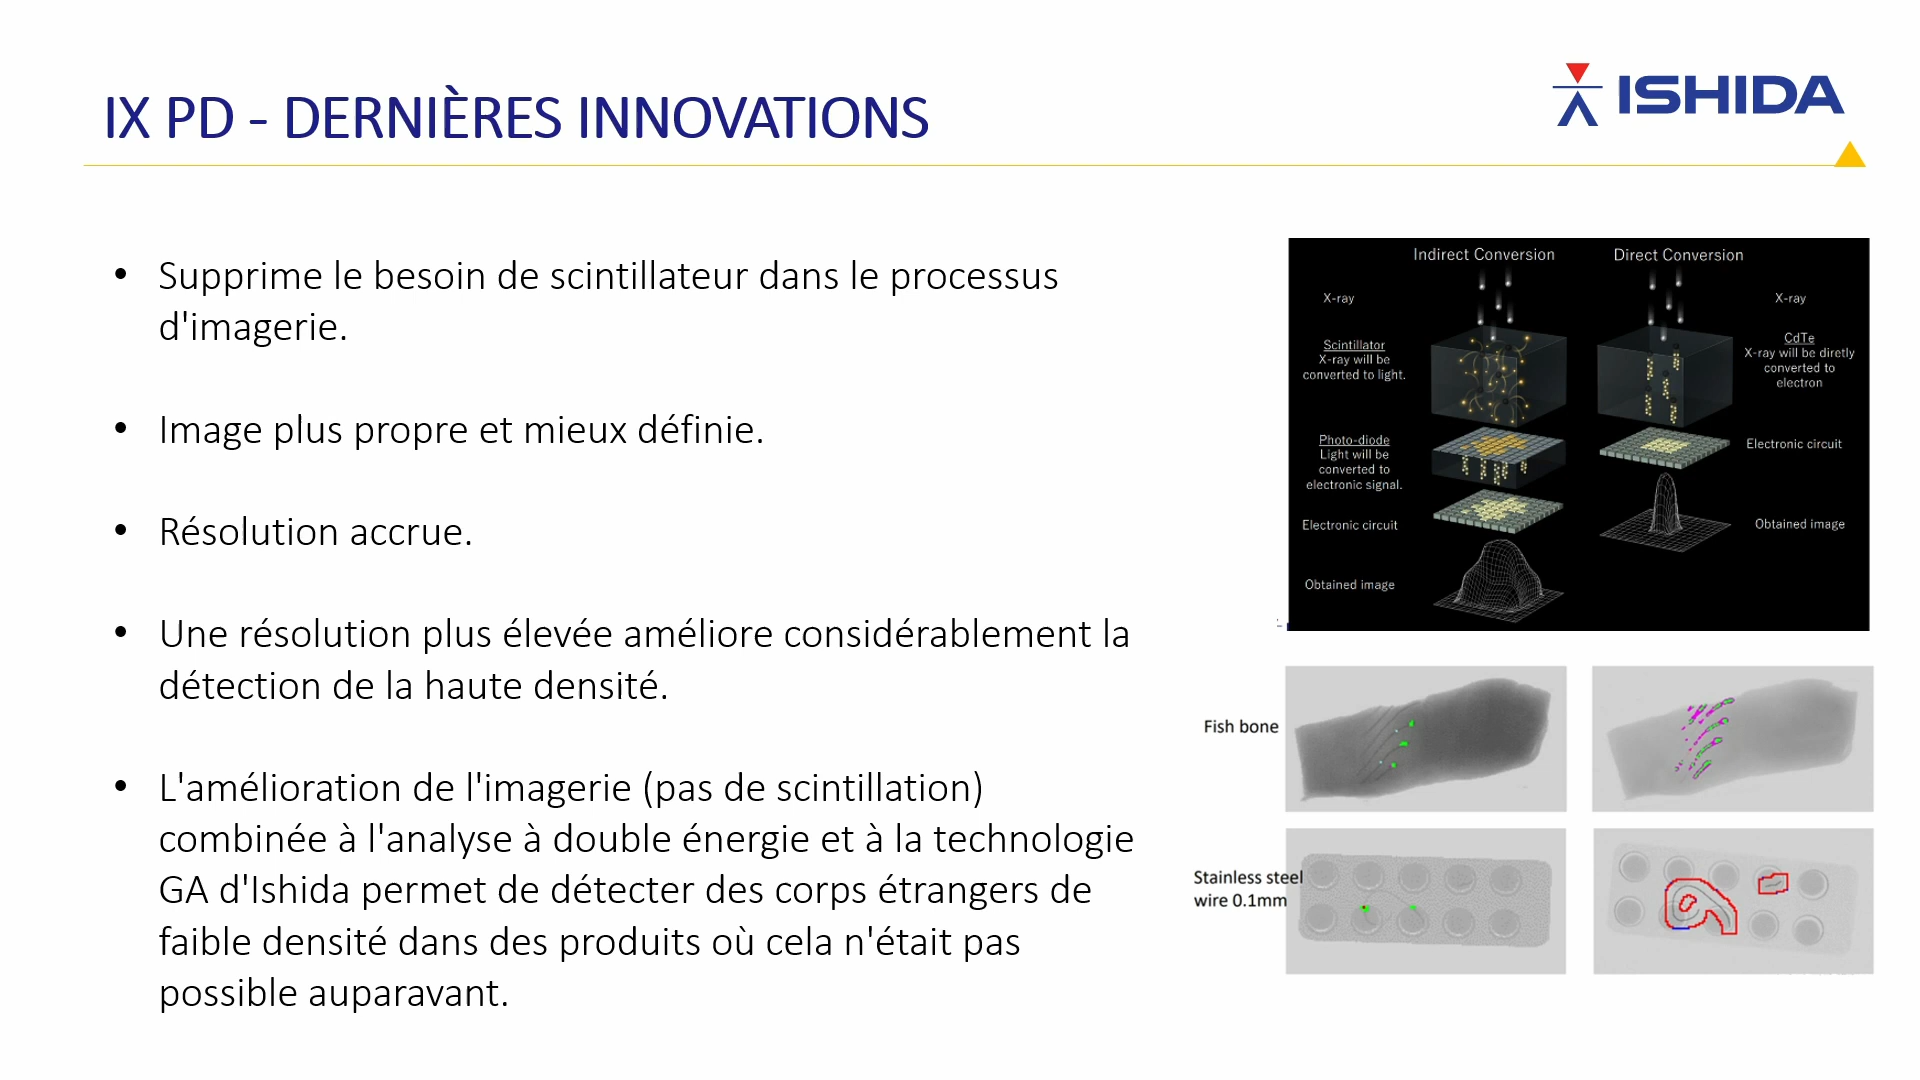 IX PD - DERNIÈRES INNOVATIONS
ISHIDA
• Supprime le besoin de scintillateur dans le processus
d'imagerie.
• Image plus propre et mieux définie.
• Résolution accrue.
• Une résolution plus élevée améliore considérablement la
détection de la haute densité.
• L'amélioration de l'imagerie (pas de scintillation)
combinée à l'analyse à double énergie et à la technologie
GA d'Ishida permet de détecter des corps étrangers de
faible densité dans des produits où cela n'était pas
possible auparavant.
Indirect Conversion
X-ray
Scintillator
X-ray will be
converted to light.
Photo-diode
Light will be
converted to
electronic signal.
Electronic circuit
Obtained image
Direct Conversion
X-ray
CdTe
X-ray will be diretly
converted to
electron
Electronic circuit
Obtained image
Fish bone
Stainless steel
wire 0.1mm